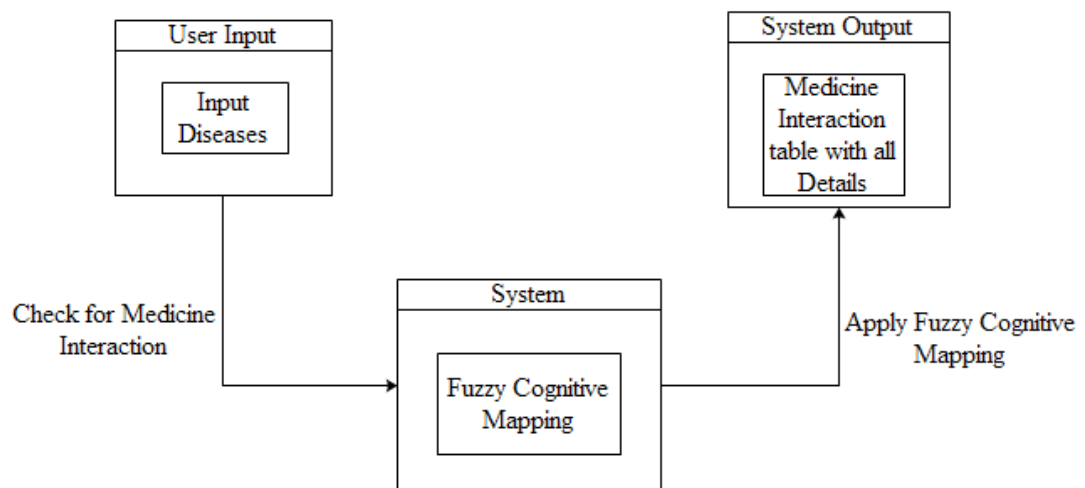 User Input
Input
Diseases
System Output
Medicine
Interaction
table with all
Details
Check for Medicine
Interaction
System
Fuzzy Cognitive
Mapping
Apply Fuzzy Cognitive
Mapping